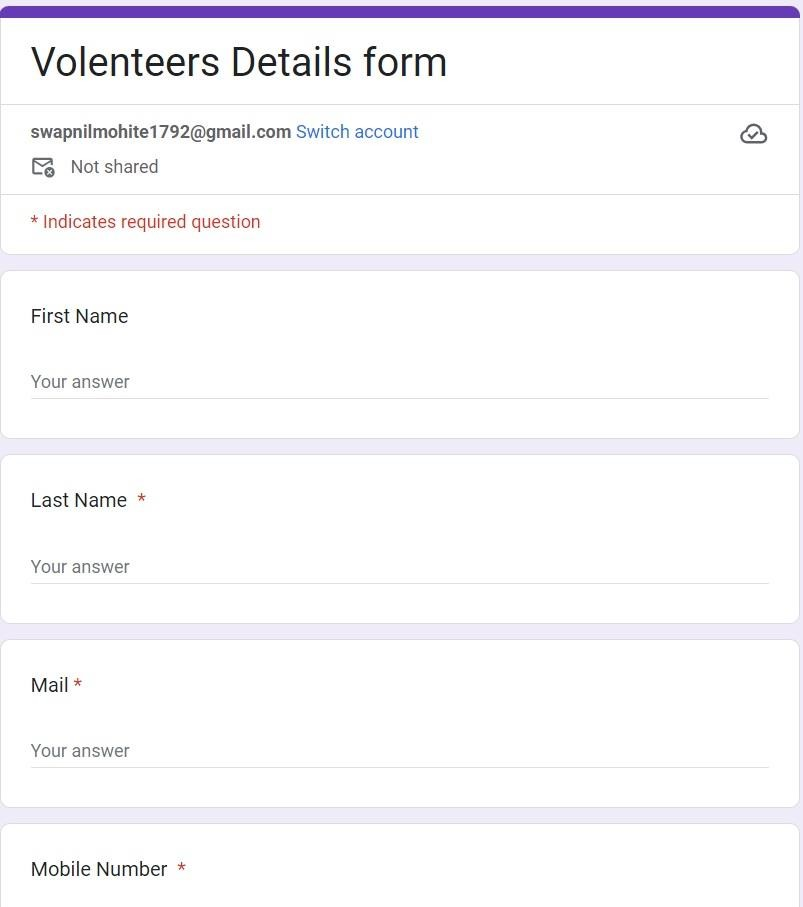 Volenteers Details form
swapnilmohite1792@gmail.com Switch account
Not shared
* Indicates required question
First Name
Your answer
Last Name *
Your answer
Mail *
Your answer
Mobile Number *